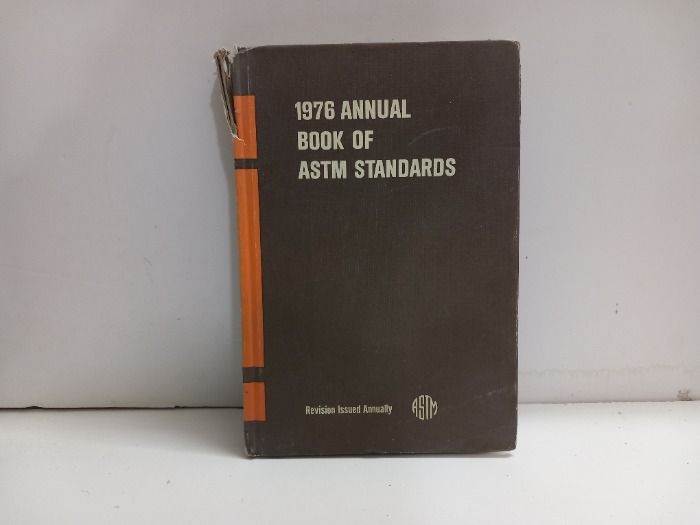 1976 ANNUAL
BOOK OF
ASTM STANDARDS
Revision Issued Annually ASTM